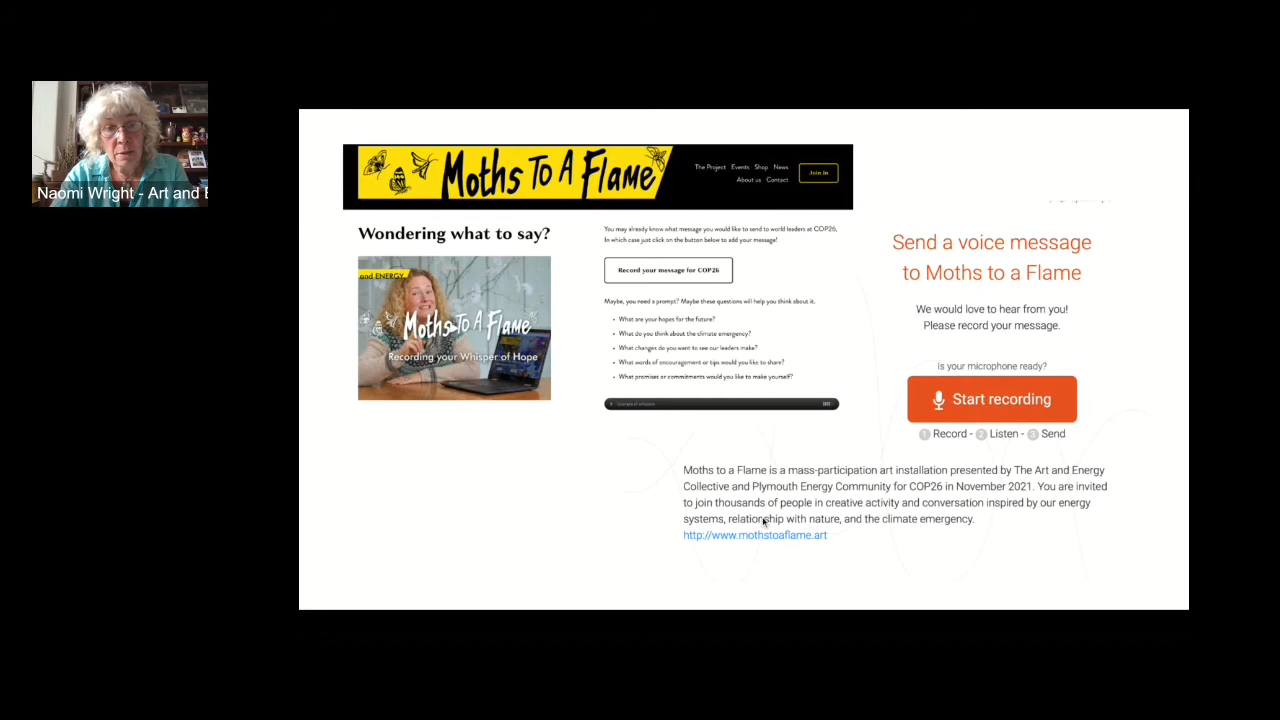 Naomi Wright - Art and E
Moths To A Flame
The Project Events Shop News
About us Contact
Join In
Wondering what to say?
and ENERGY
Moths To A Flame
Recording your Whisper of Hope
You may already know what message you would like to send to world leaders at COP26,
In which case just click on the button below to add your message!
Record your message for COP26
Maybe, you need a prompt? Maybe these questions will help you think about it.
• What are your hopes for the future?
• What do you think about the climate emergency?
• What changes do you want to see our leaders make?
• What words of encouragement or tips would you like to share?
• What promises or commitments would you like to make yourself?
Send a voice message
to Moths to a Flame
We would love to hear from you!
Please record your message.
Is your microphone ready?
Start recording
1 Record - 2 Listen - 3 Send
Moths to a Flame is a mass-participation art installation presented by The Art and Energy
Collective and Plymouth Energy Community for COP26 in November 2021. You are invited
to join thousands of people in creative activity and conversation inspired by our energy
systems, relationship with nature, and the climate emergency.
http://www.mothstoaflame.art